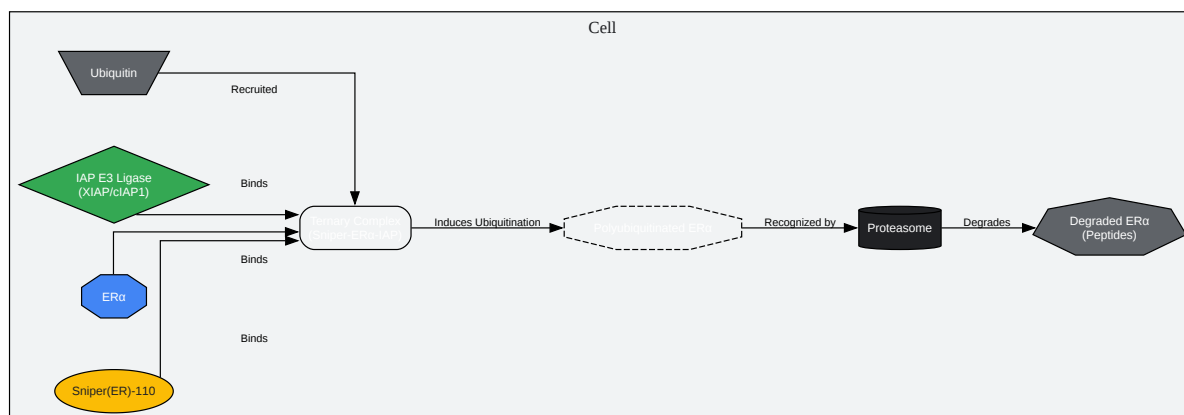 Cell
Ubiquitin
Recruited
IAP E3 Ligase
(XIAP/cIAP1)
Binds
Ternary Complex
(Sniper-ERα-IAP)
Induces Ubiquitination
Polyubiquitinated ERα
Recognized by
Proteasome
Degrades
Degraded ERα
(Peptides)
Binds
ERα
Binds
Sniper(ER)-110